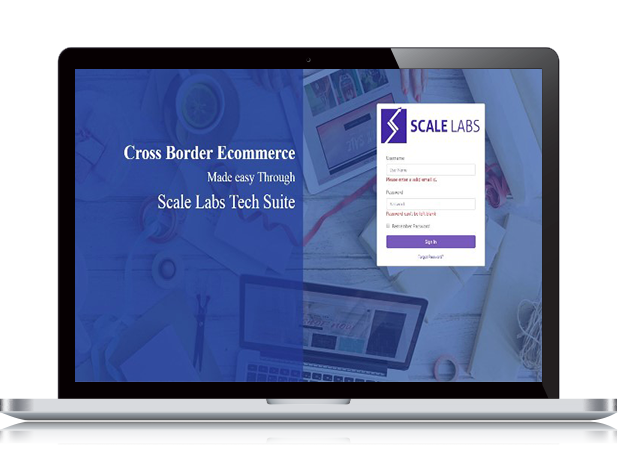 Cross Border Ecommerce
Made easy Through
Scale Labs Tech Suite
SCALE LABS
Username
User Name
Please enter a valid email id.
Password
Password can't be left blank
Remember Password
Sign In
Forgot Password?